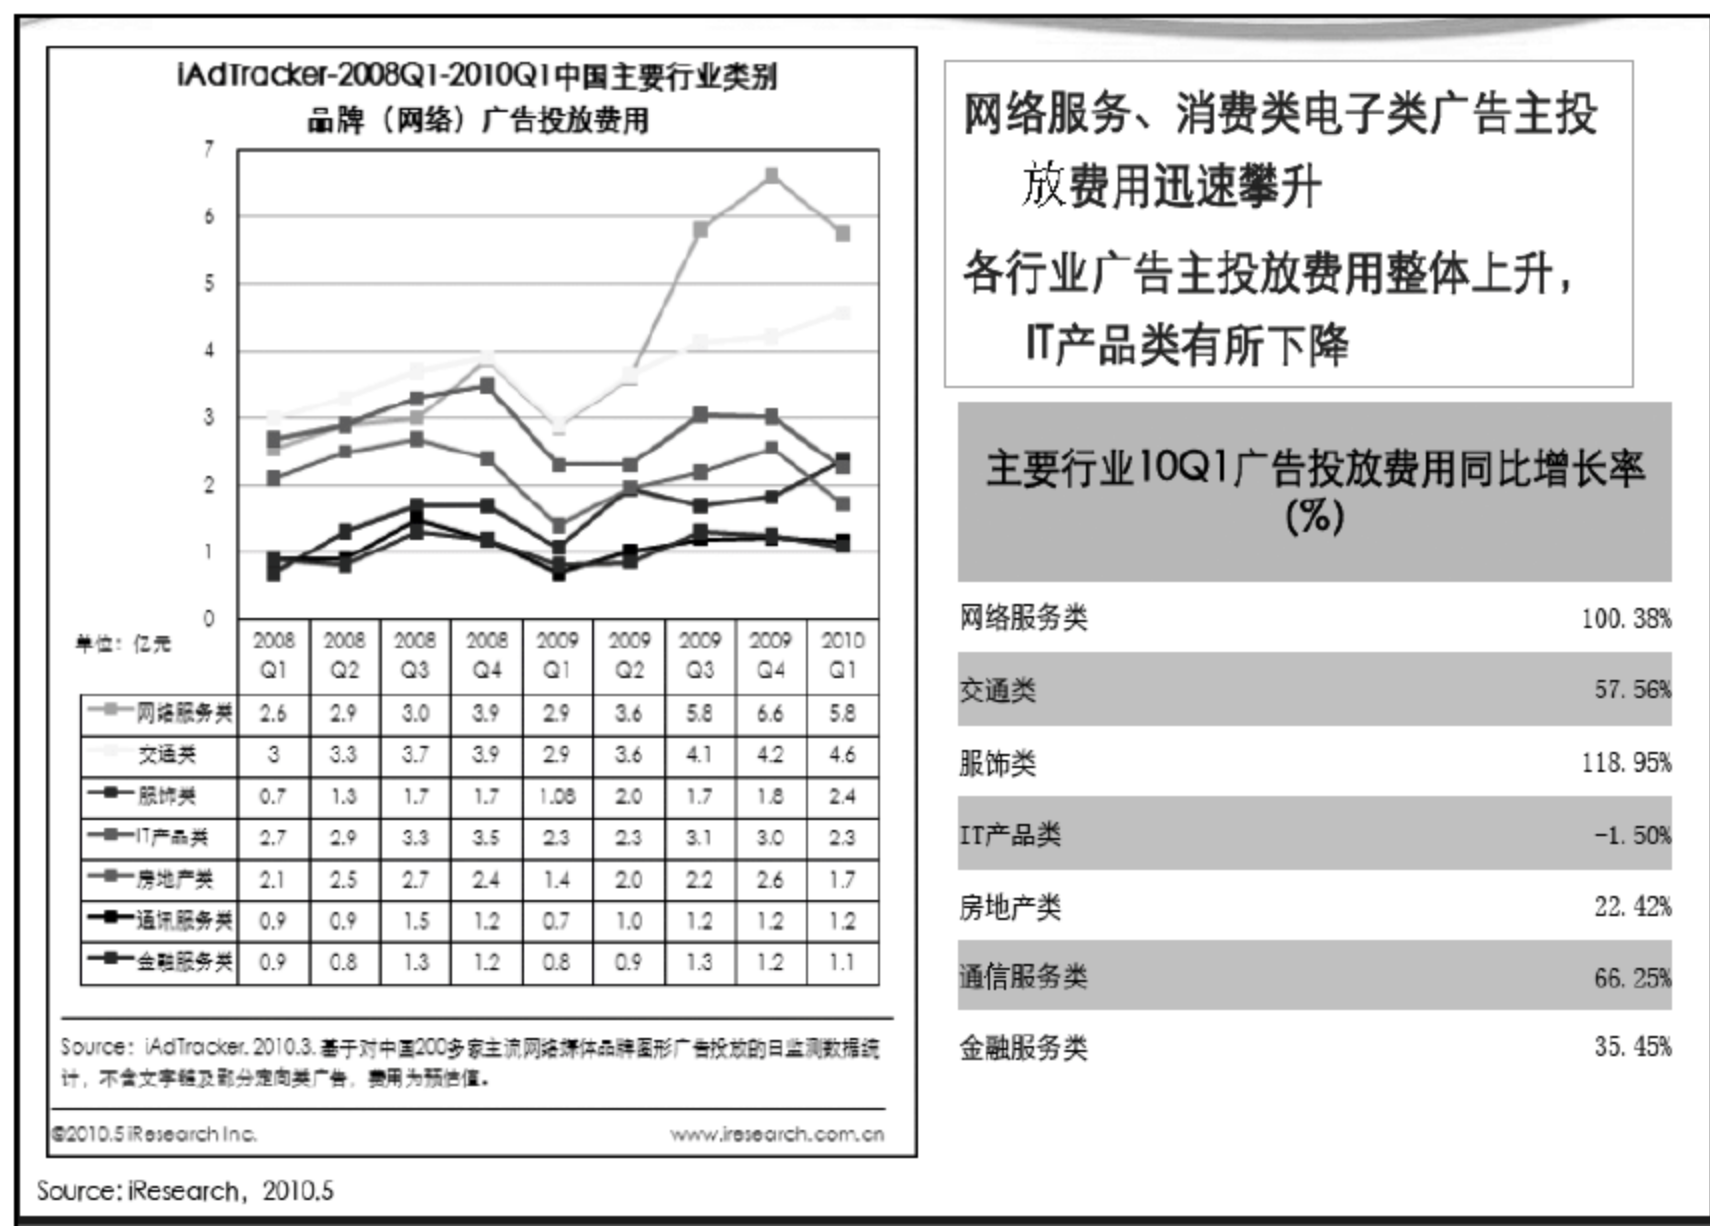 iAdTracker-2008Q1-2010Q1中国主要行业类别
品牌（网络）广告投放费用
7
6
5
4
3
2
1
0
单位：亿元 2008 Q1 2008 Q2 2008 Q3 2008 Q4 2009 Q1 2009 Q2 2009 Q3 2009 Q4 2010 Q1
网络服务类 2.6 2.9 3.0 3.9 2.9 3.6 5.8 6.6 5.8
交通类 3 3.3 3.7 3.9 2.9 3.6 4.1 4.2 4.6
服饰类 0.7 1.3 1.7 1.7 1.08 2.0 1.7 1.8 2.4
IT产品类 2.7 2.9 3.3 3.5 2.3 2.3 3.1 3.0 2.3
房地产类 2.1 2.5 2.7 2.4 1.4 2.0 2.2 2.6 1.7
通讯服务类 0.9 0.9 1.5 1.2 0.7 1.0 1.2 1.2 1.2
金融服务类 0.9 0.8 1.3 1.2 0.8 0.9 1.3 1.2 1.1
Source：iAdTracker. 2010.3. 基于对中国200多家主流网络媒体品牌图形广告投放的日监测数据统
计，不含文字链及部分定向类广告，费用为预估值。
©2010.5 iResearch Inc. www.iresearch.com.cn
Source: iResearch，2010.5
网络服务、消费类电子类广告主投
放费用迅速攀升
各行业广告主投放费用整体上升，
IT产品类有所下降
主要行业10Q1广告投放费用同比增长率
(%)
网络服务类 100.38%
交通类 57.56%
服饰类 118.95%
IT产品类 -1.50%
房地产类 22.42%
通信服务类 66.25%
金融服务类 35.45%